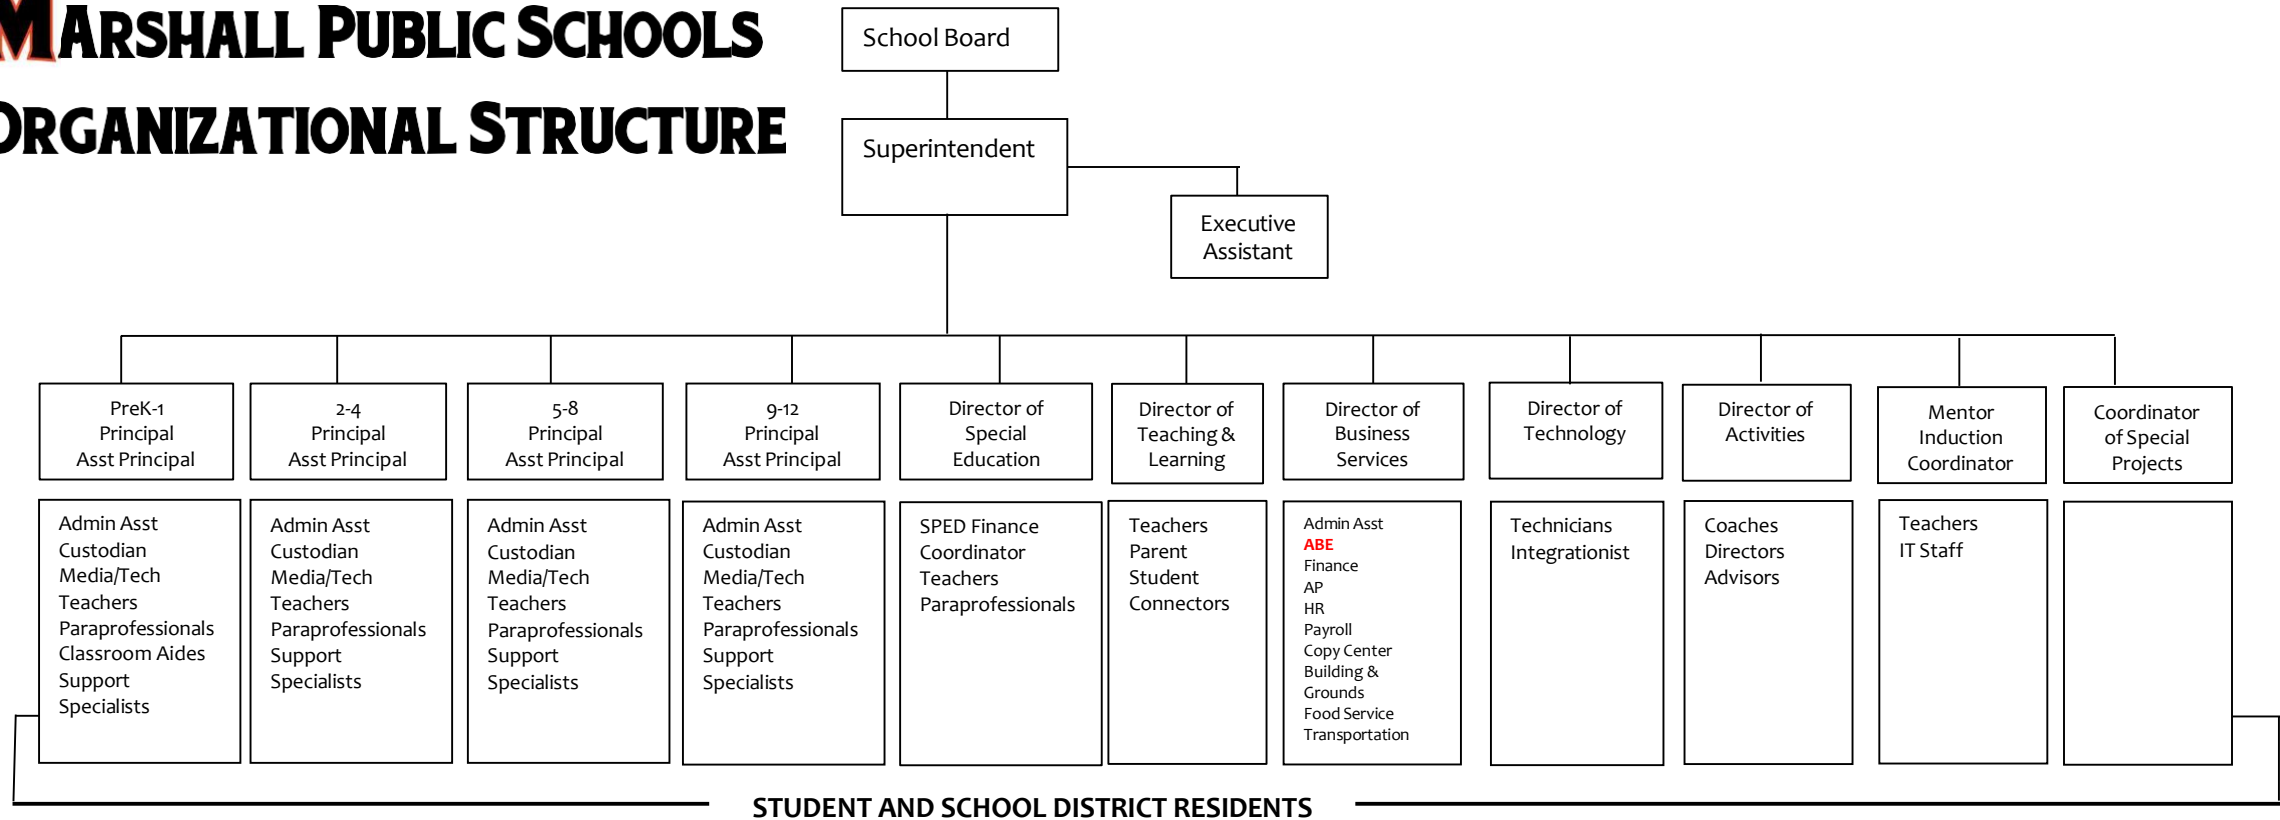 MARSHALL PUBLIC SCHOOLS
ORGANIZATIONAL STRUCTURE
School Board
Superintendent
Executive
Assistant
PreK-1
Principal
Asst Principal
2-4
Principal
Asst Principal
5-8
Principal
Asst Principal
9-12
Principal
Asst Principal
Director of
Special
Education
Director of
Teaching &
Learning
Director of
Business
Services
Director of
Technology
Director of
Activities
Mentor
Induction
Coordinator
Coordinator
of Special
Projects
Admin Asst
Custodian
Media/Tech
Teachers
Paraprofessionals
Classroom Aides
Support
Specialists
Admin Asst
Custodian
Media/Tech
Teachers
Paraprofessionals
Support
Specialists
Admin Asst
Custodian
Media/Tech
Teachers
Paraprofessionals
Support
Specialists
Admin Asst
Custodian
Media/Tech
Teachers
Paraprofessionals
Support
Specialists
SPED Finance
Coordinator
Teachers
Paraprofessionals
Teachers
Parent
Student
Connectors
Admin Asst
ABE
Finance
AP
HR
Payroll
Copy Center
Building &
Grounds
Food Service
Transportation
Technicians
Integrationist
Coaches
Directors
Advisors
Teachers
IT Staff
STUDENT AND SCHOOL DISTRICT RESIDENTS